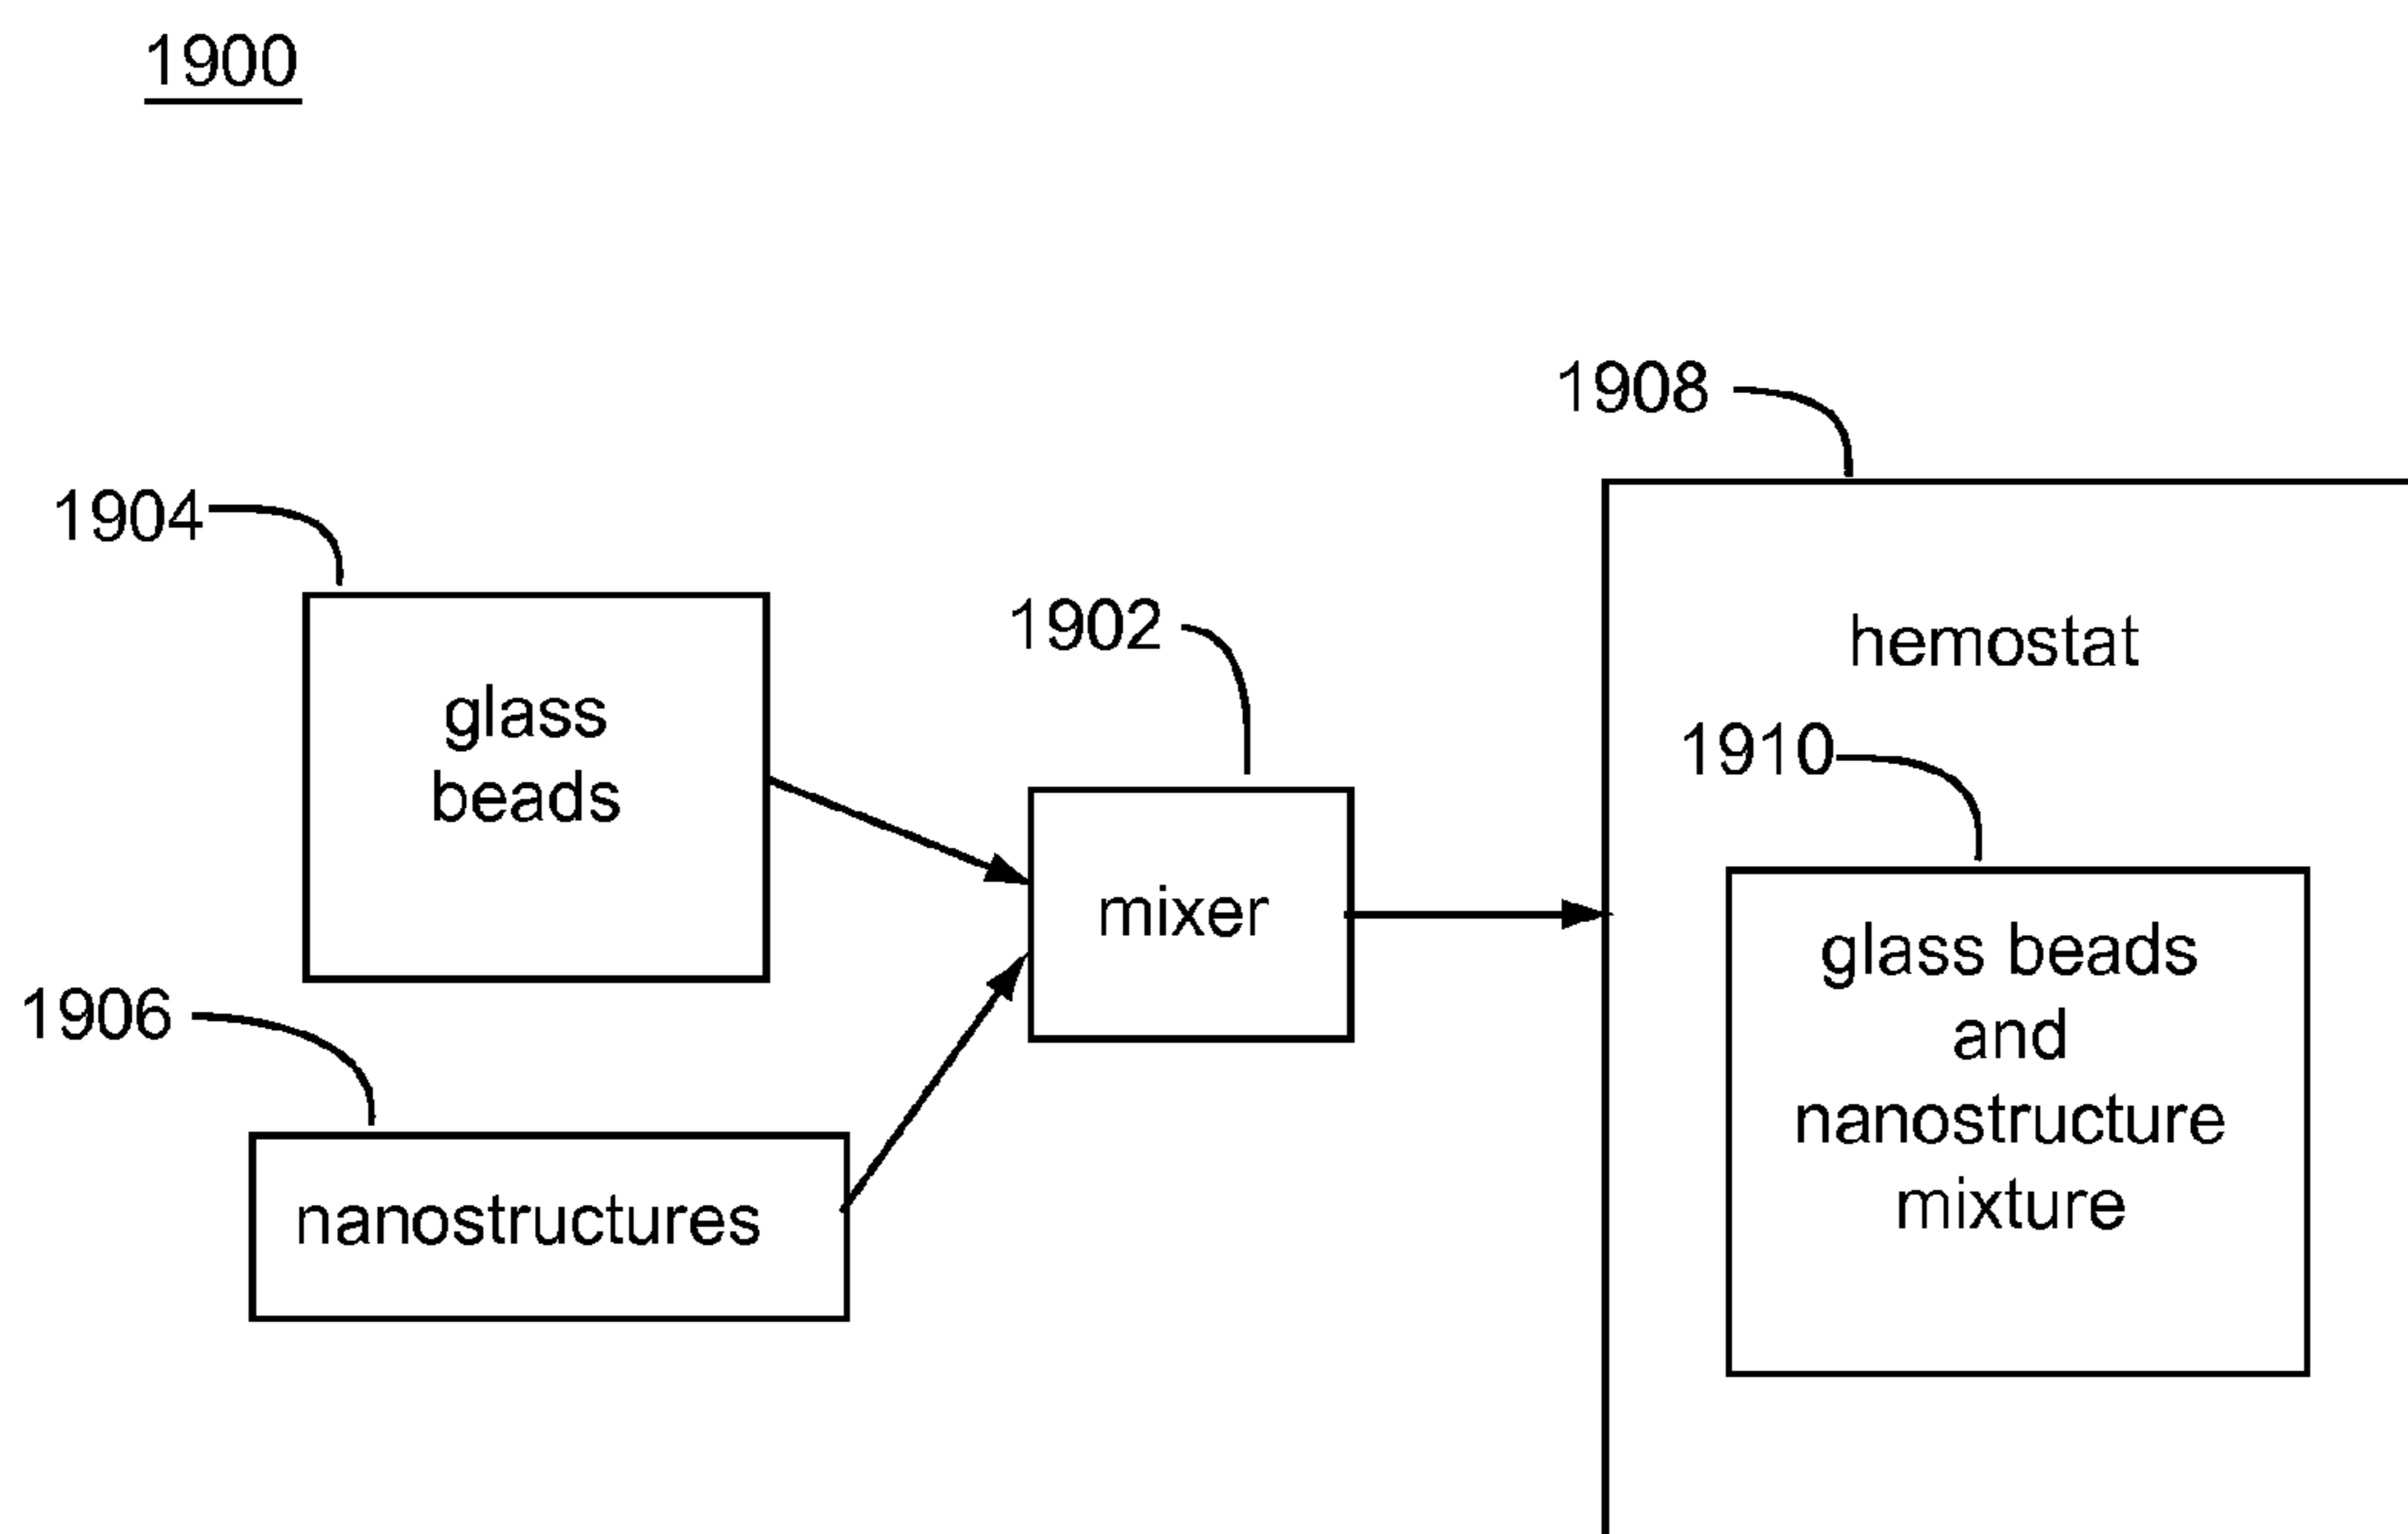 1900
1908
1904
glass
beads
1902
hemostat
1910
mixer
glass beads
and
nanostructure
mixture
1906
nanostructures